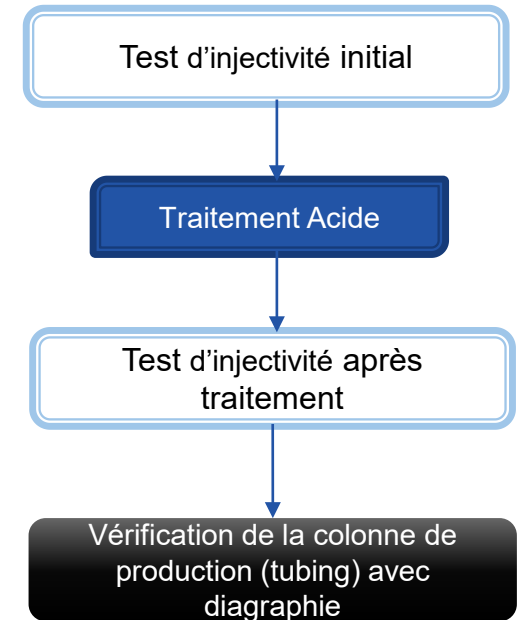 Test d'injectivité initial
Traitement Acide
Test d'injectivité après
traitement
Vérification de la colonne de
production (tubing) avec
diagraphie